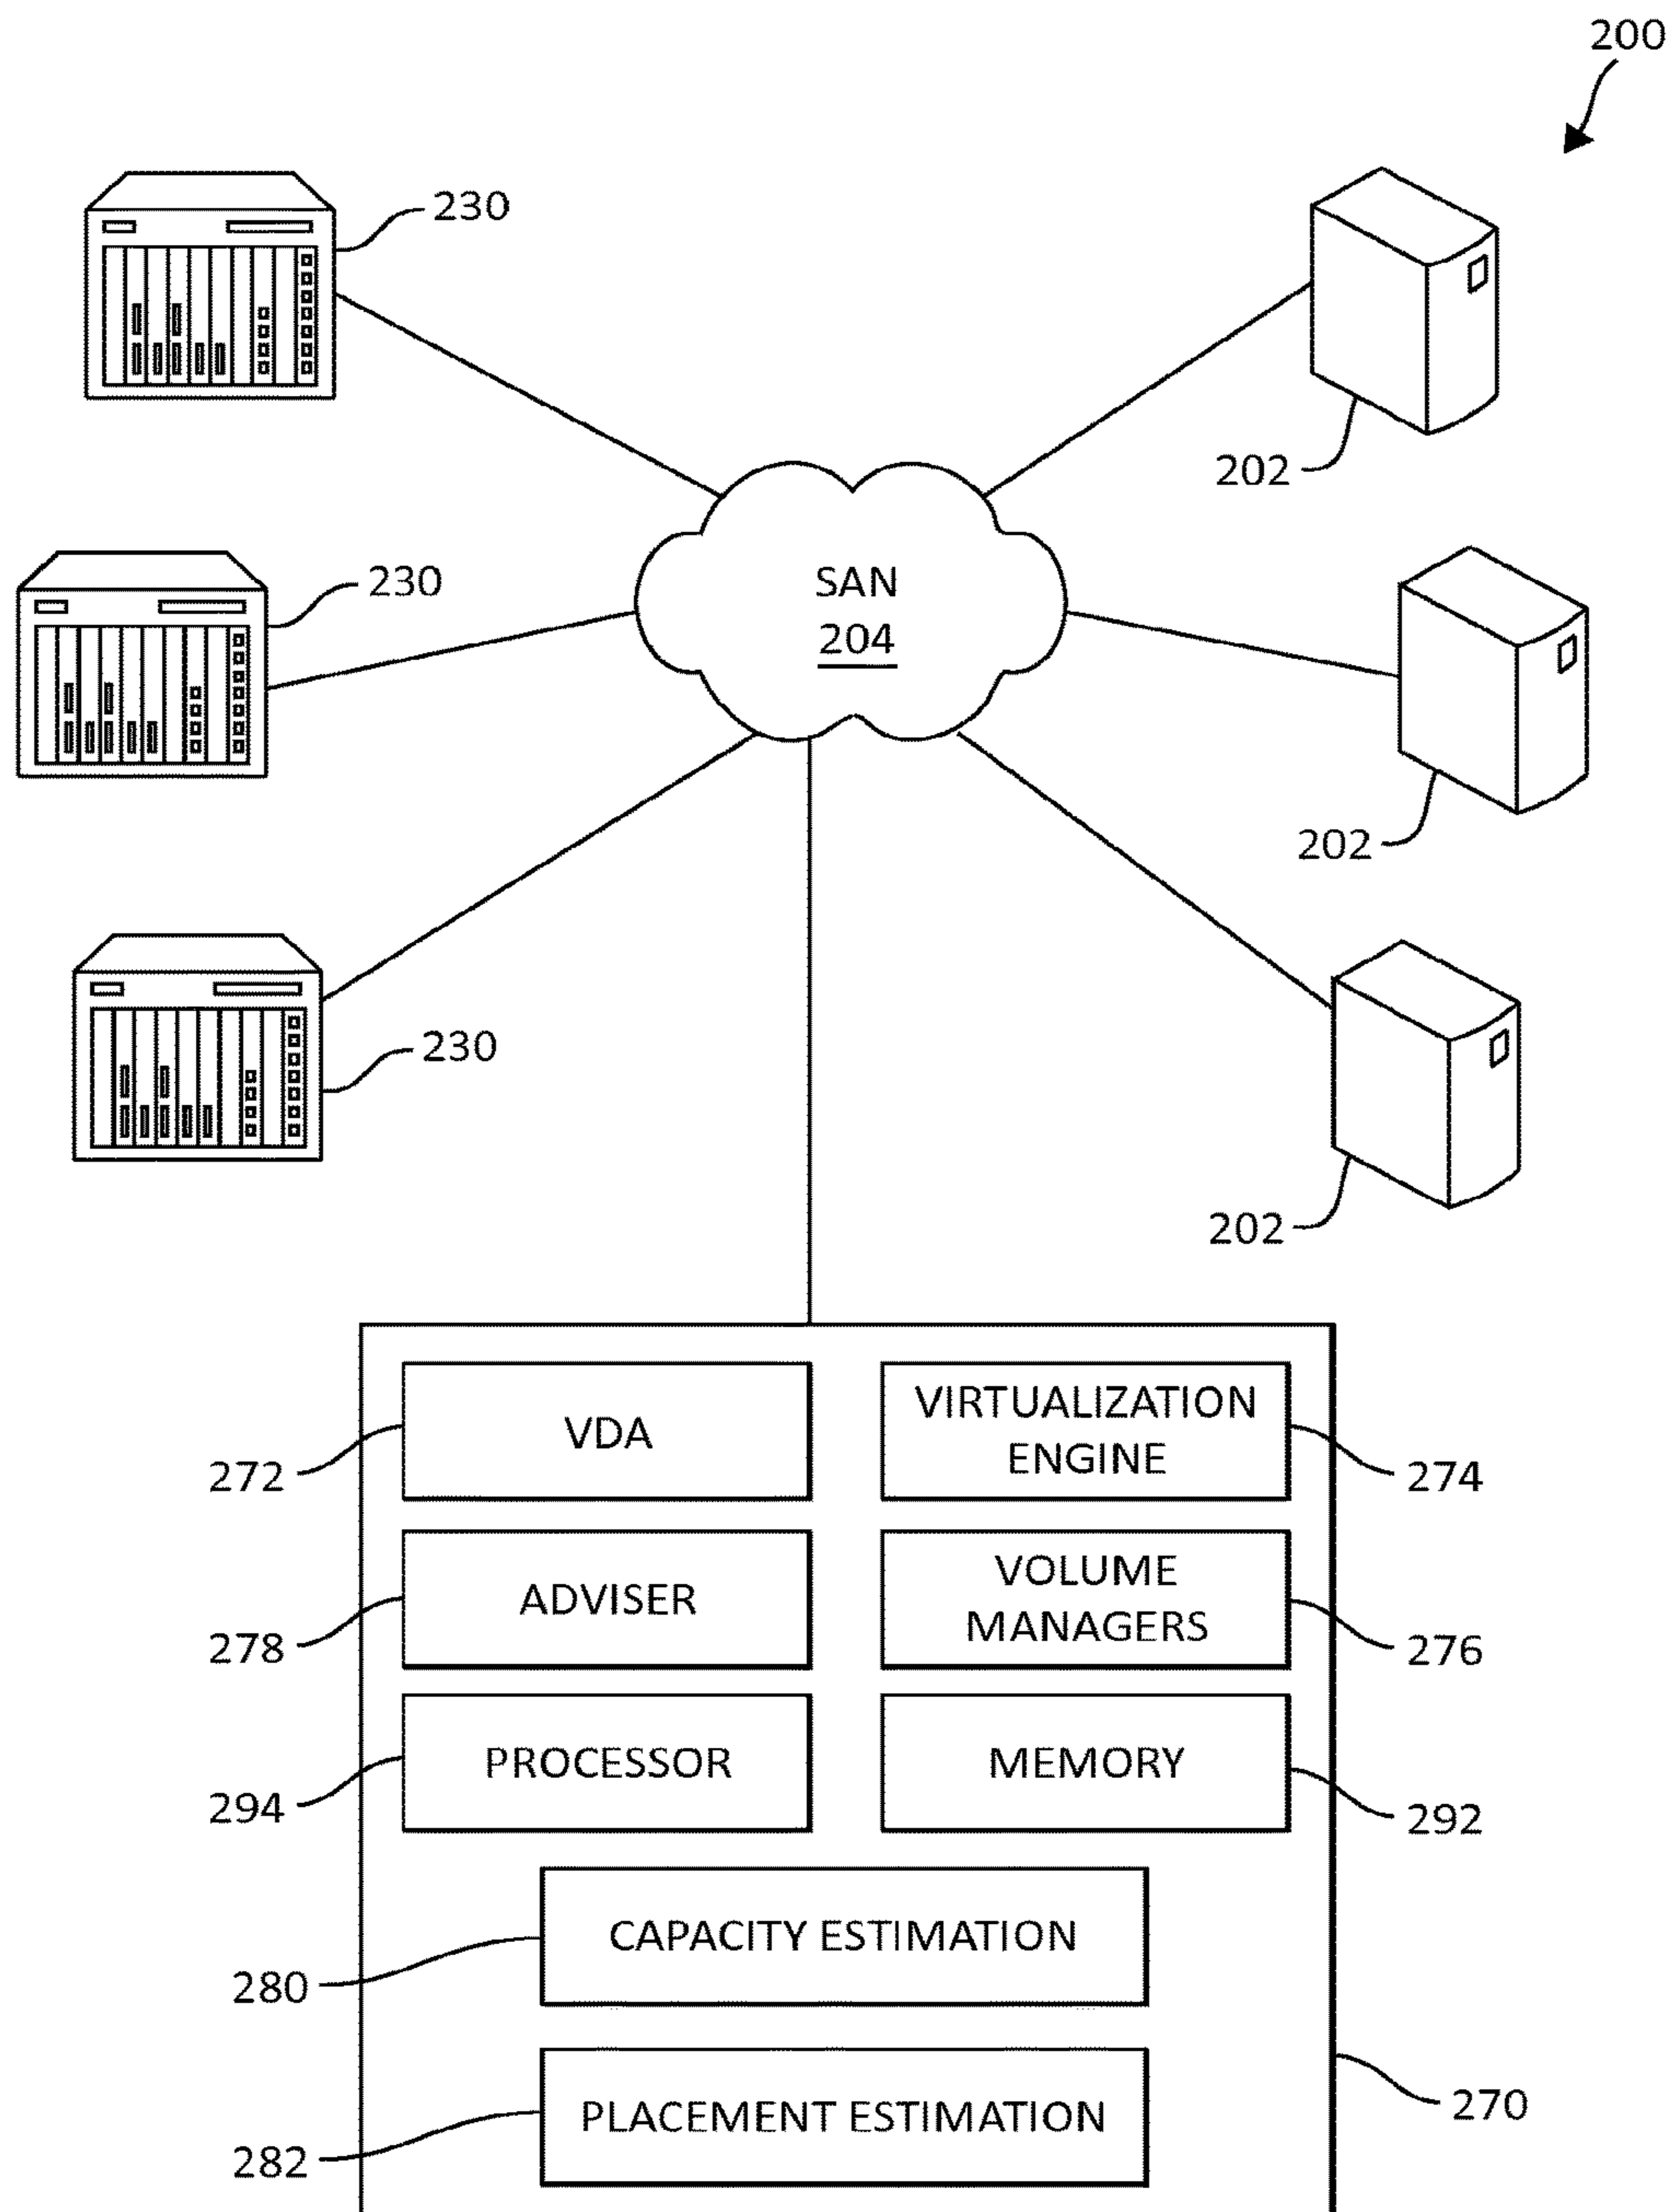 200
230
202
230
SAN
204
202
230
202
VDA
VIRTUALIZATION
ENGINE
272
274
ADVISER
VOLUME
MANAGERS
278
276
PROCESSOR
MEMORY
294
292
CAPACITY ESTIMATION
280
PLACEMENT ESTIMATION
270
282